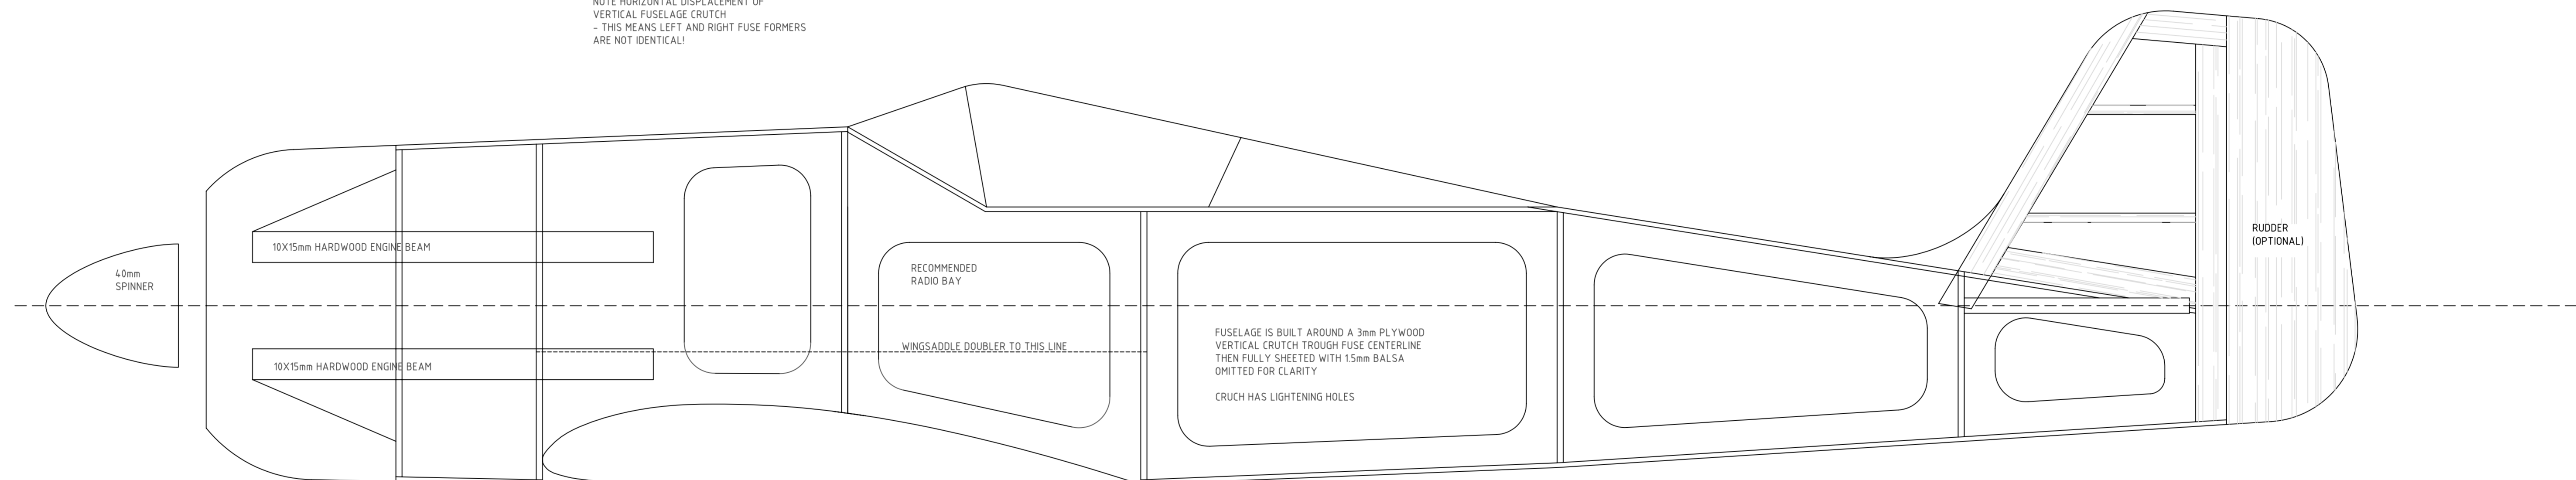 NOTE HORIZONTAL DISPLACEMENT OF
VERTICAL FUSELAGE CRUTCH
- THIS MEANS LEFT AND RIGHT FUSE FORMERS
ARE NOT IDENTICAL!
10X15mm HARDWOOD ENGINE BEAM
40mm
SPINNER
10X15mm HARDWOOD ENGINE BEAM
RECOMMENDED
RADIO BAY
WINGSADDLE DOUBLER TO THIS LINE
FUSELAGE IS BUILT AROUND A 3mm PLYWOOD
VERTICAL CRUTCH TROUGH FUSE CENTERLINE
THEN FULLY SHEETED WITH 1.5mm BALSA
OMITTED FOR CLARITY
CRUCH HAS LIGHTENING HOLES
RUDDER
(OPTIONAL)